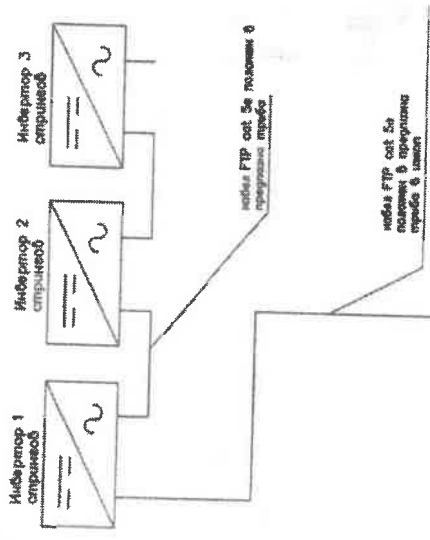 Инвертор 1
стрингов
Инвертор 2
стрингов
Инвертор 3
стрингов
кабел FTP cat 5e положен в
предпазна тръба
кабел FTP cat 5e
положен в предпазна
тръба в изкоп